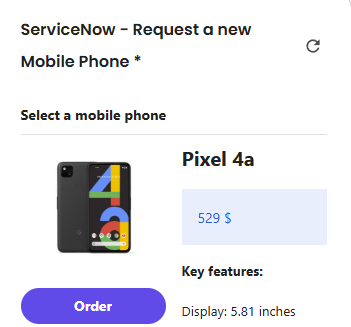 ServiceNow - Request a new
Mobile Phone *
Select a mobile phone
Pixel 4a
529 $
Key features:
Order
Display: 5.81 inches